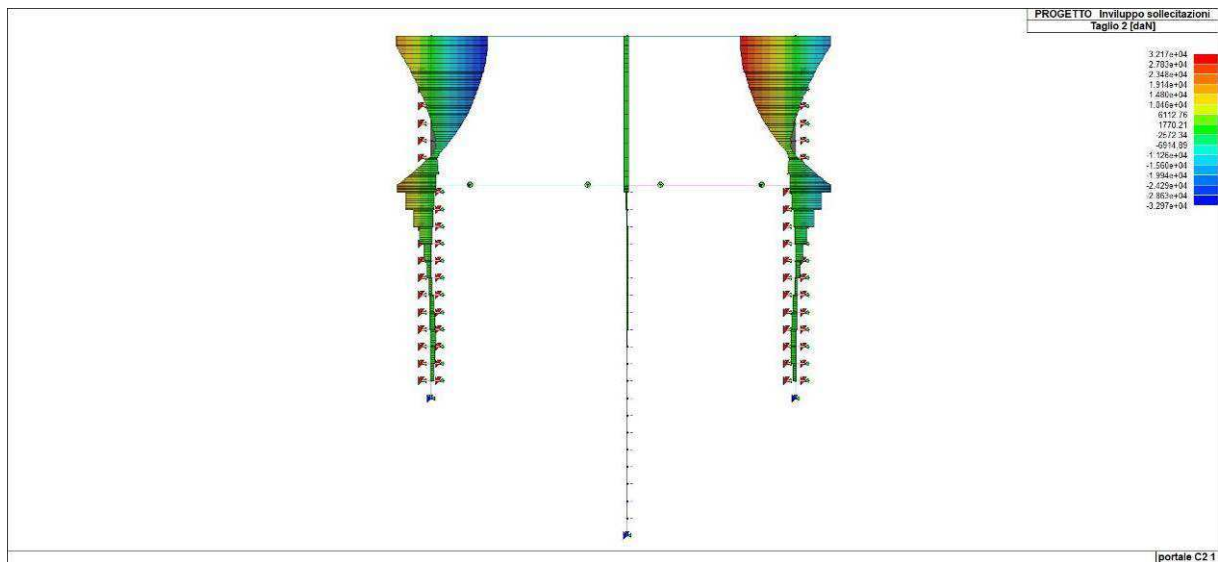 PROGETTO Inviluppo sollecitazioni
Taglio 2 [daN]
3.217e+04
2.783e+04
2.348e+04
1.914e+04
1.480e+04
1.046e+04
6112.76
1770.21
-2572.34
-6914.89
-1.126e+04
-1.560e+04
-1.994e+04
-2.429e+04
-2.863e+04
-3.297e+04
portale C2 1